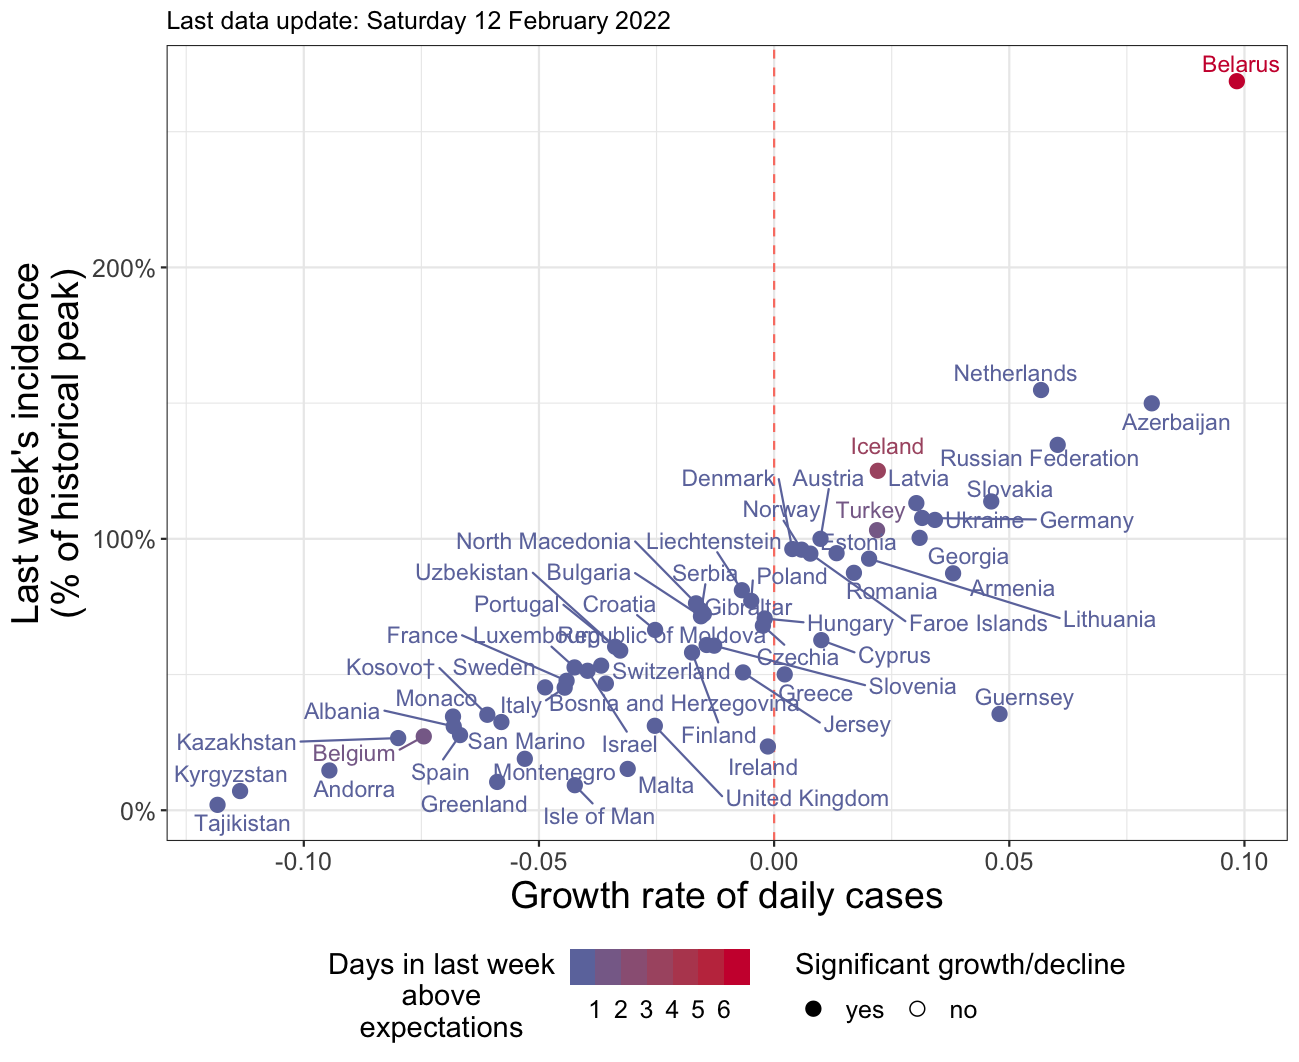 Last data update: Saturday 12 February 2022
Last week's incidence
(% of historical peak)
200%
100%
0%
Belarus
Netherlands
Azerbaijan
Iceland
Russian Federation
Denmark
Austria
Latvia
Slovakia
Norway
Turkey
Ukraine
Germany
North Macedonia
Liechtenstein
Estonia
Georgia
Uzbekistan
Bulgaria
Serbia
Poland
Romania
Armenia
Portugal
Croatia
Gibraltar
Hungary
Faroe Islands
Lithuania
France
Luxembourg
Republic of Moldova
Czechia
Cyprus
Kosovo†
Sweden
Switzerland
Slovenia
Monaco
Italy
Bosnia and Herzegovina
Greece
Guernsey
Albania
Jersey
Kazakhstan
Belgium
San Marino
Israel
Finland
Kyrgyzstan
Andorra
Spain
Montenegro
Malta
Ireland
Tajikistan
Greenland
Isle of Man
United Kingdom
-0.10
-0.05
0.00
0.05
0.10
Growth rate of daily cases
Days in last week
above
expectations
1 2 3 4 5 6
Significant growth/decline
yes
no